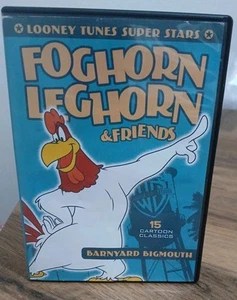 LOONEY TUNES SUPER STARS
FOGHORN
LEGHORN
& FRIENDS
15
CARTOON
CLASSICS
BARNYARD BIGMOUTH